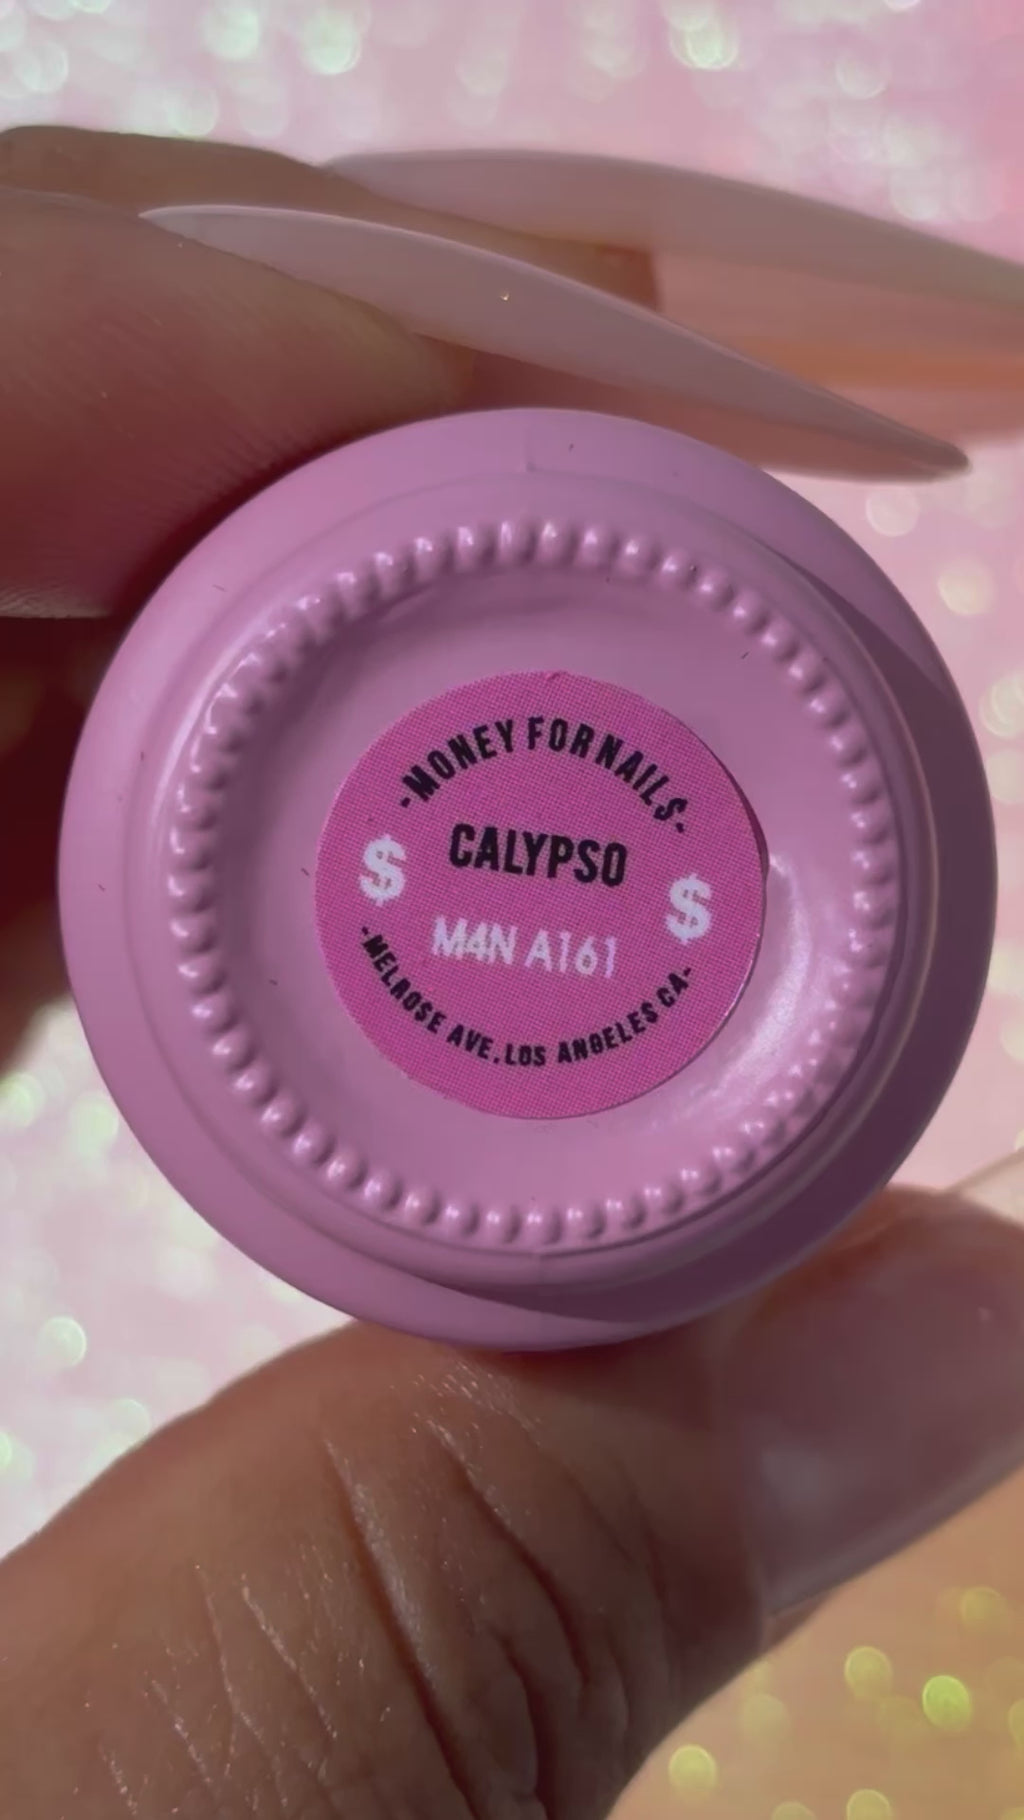 -MONEY FOR NAILS-
CALYPSO
$ $
M4N A161
-MELROSE AVE. LOS ANGELES CA-